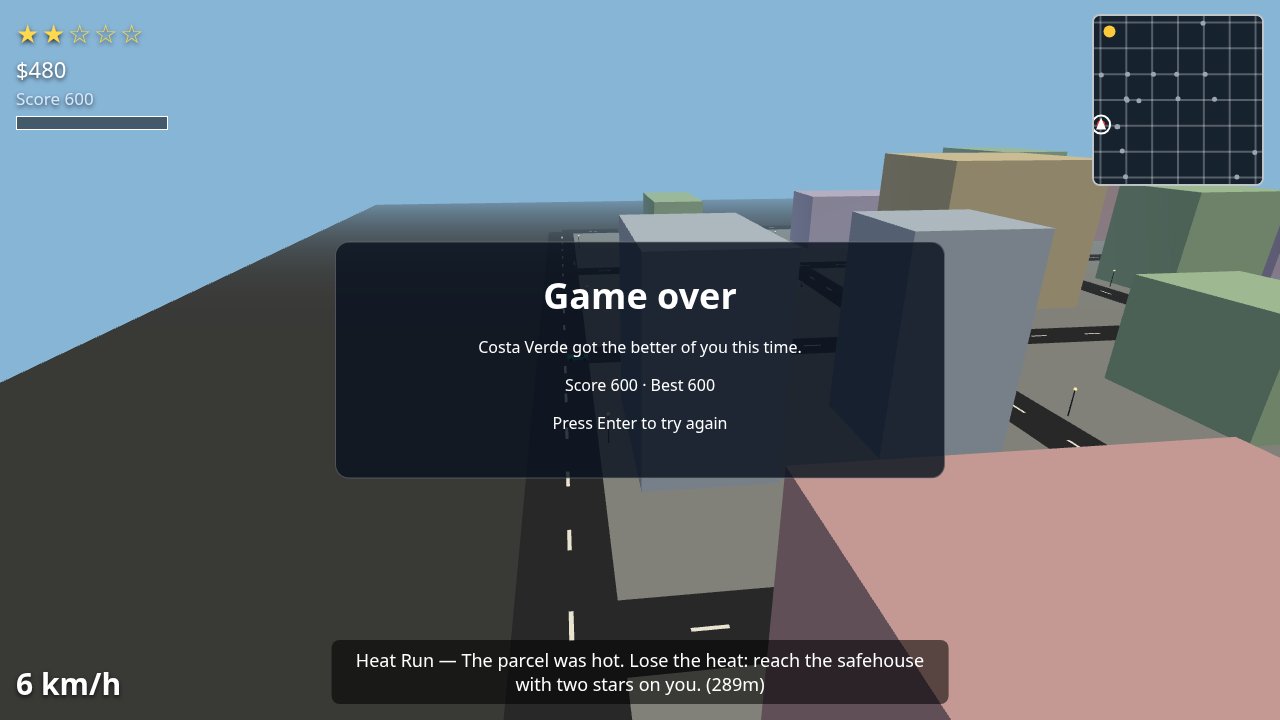 ★★☆☆☆
$480
Score 600
Game over
Costa Verde got the better of you this time.
Score 600 · Best 600
Press Enter to try again
Heat Run — The parcel was hot. Lose the heat: reach the safehouse
with two stars on you. (289m)
6 km/h